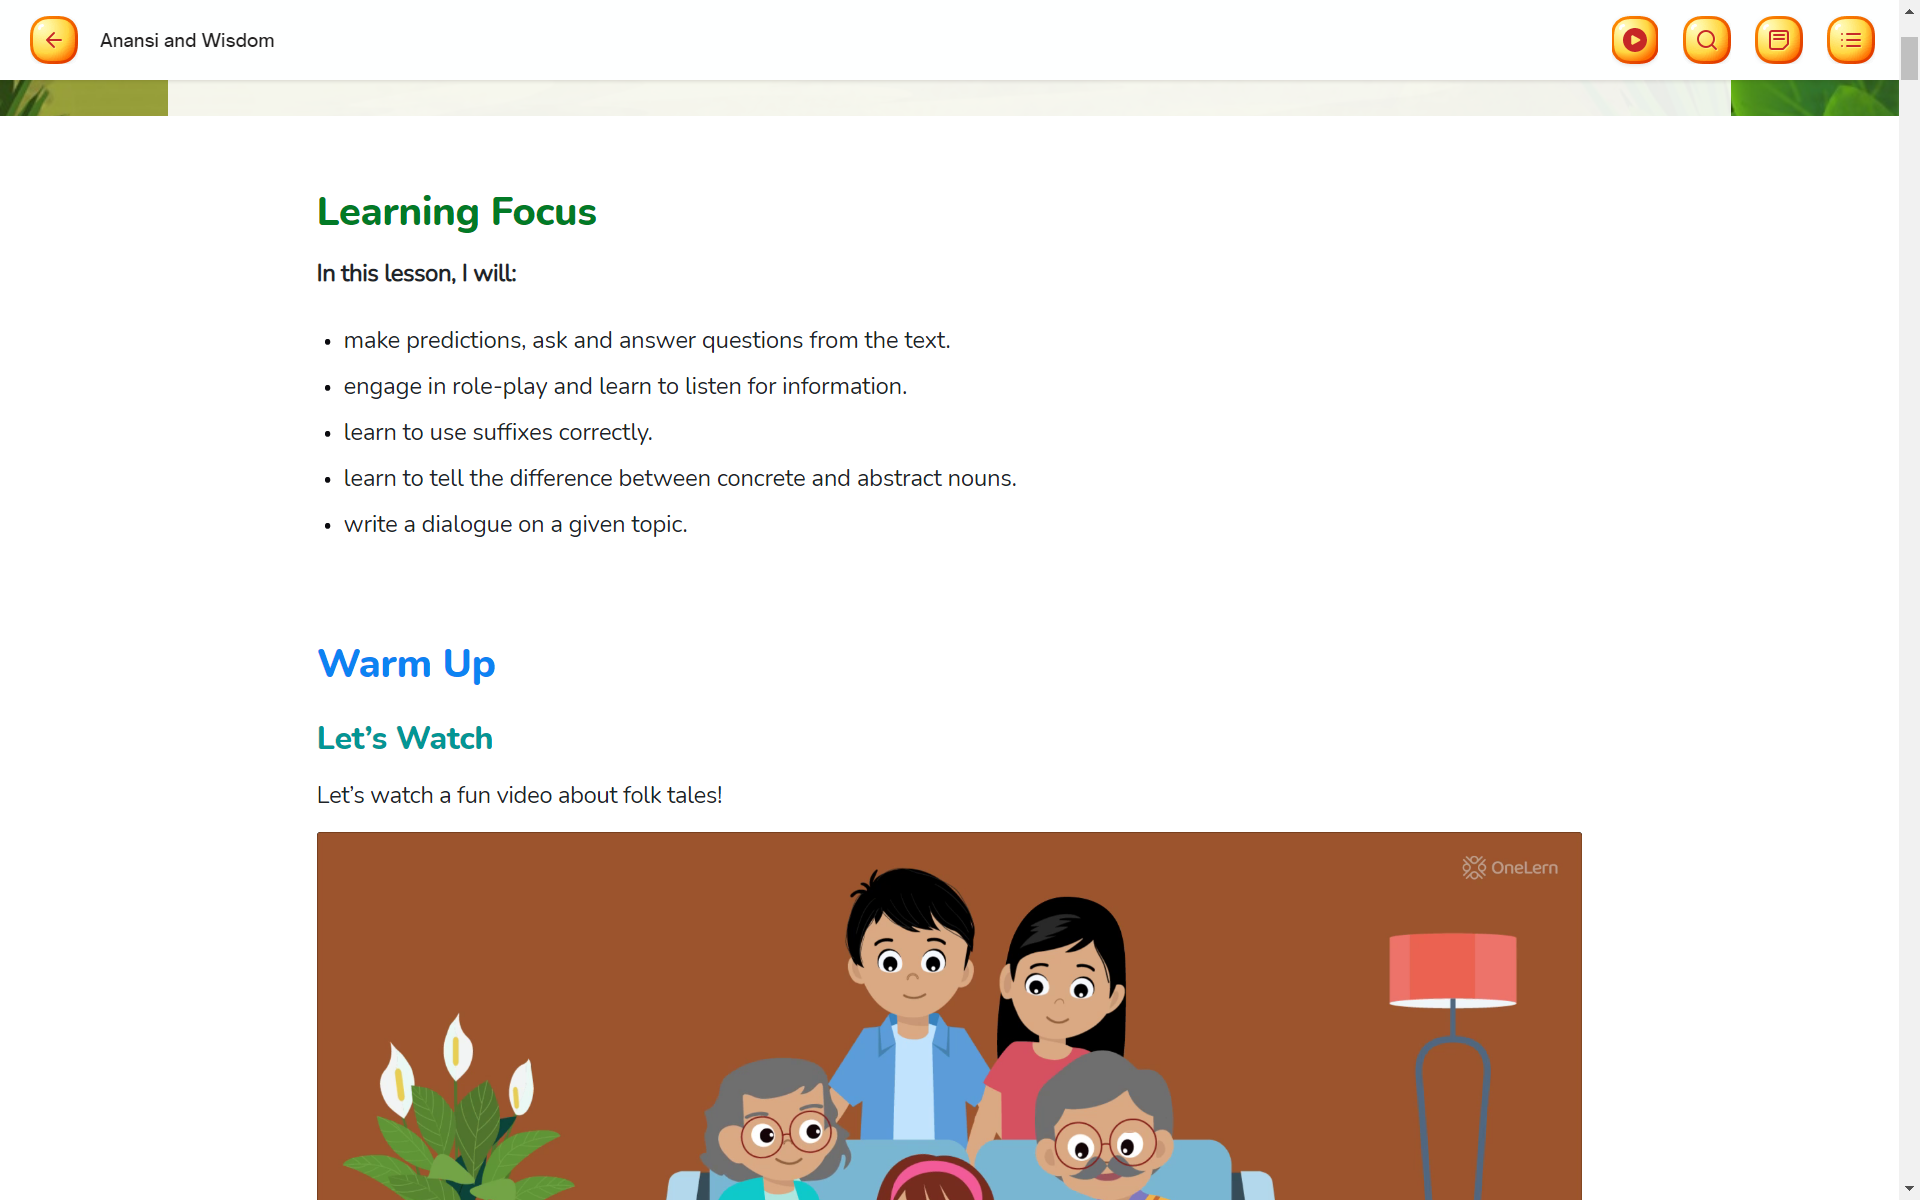 Anansi and Wisdom
Learning Focus
In this lesson, I will:
• make predictions, ask and answer questions from the text.
• engage in role-play and learn to listen for information.
• learn to use suffixes correctly.
• learn to tell the difference between concrete and abstract nouns.
• write a dialogue on a given topic.
Warm Up
Let’s Watch
Let’s watch a fun video about folk tales!
OneLern